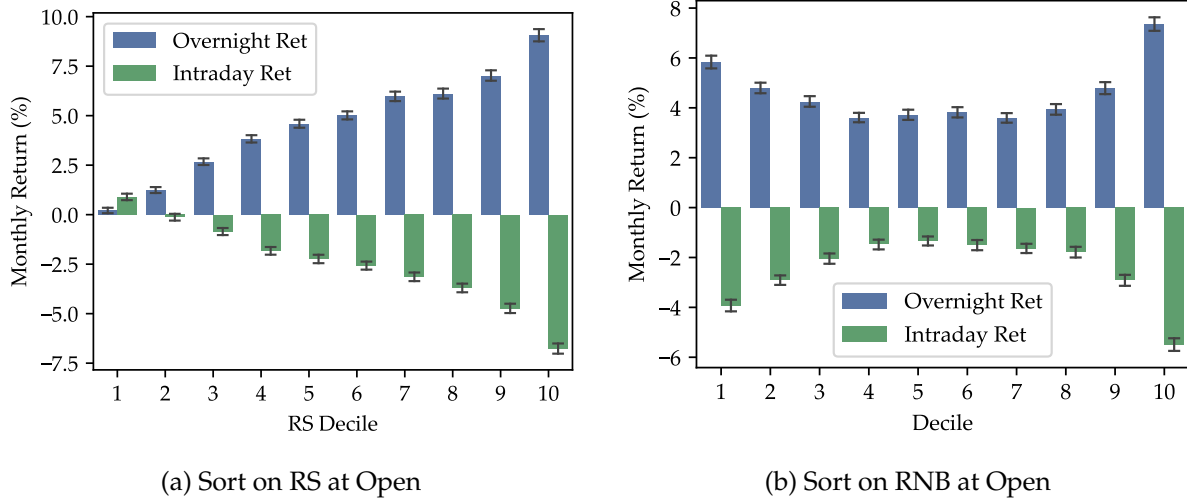 10.0
7.5
5.0
2.5
0.0
−2.5
−5.0
−7.5
Monthly Return (%)
Overnight Ret
Intraday Ret
1 2 3 4 5 6 7 8 9 10
RS Decile
(a) Sort on RS at Open
8
6
4
2
0
−2
−4
−6
Monthly Return (%)
Overnight Ret
Intraday Ret
1 2 3 4 5 6 7 8 9 10
Decile
(b) Sort on RNB at Open